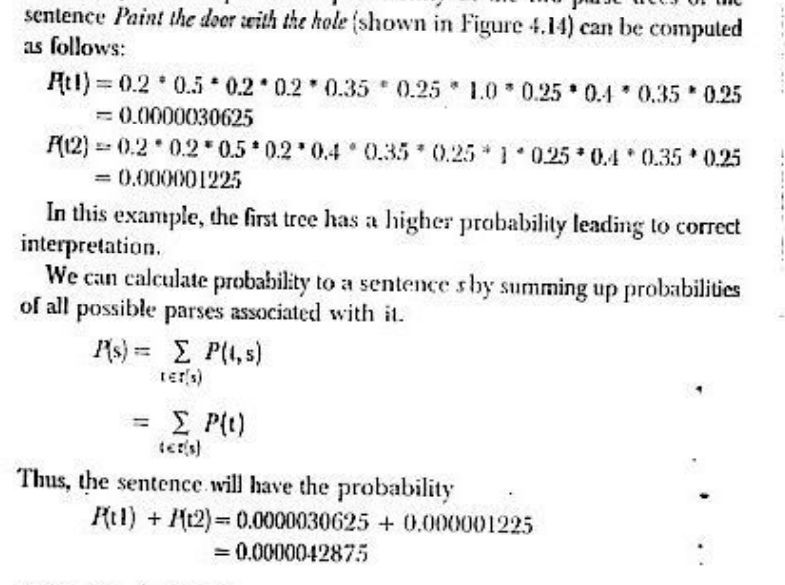 sentence Paint the door with the hole (shown in Figure 4.14) can be computed
as follows:
P(t1) = 0.2 * 0.5 * 0.2 * 0.2 * 0.35 * 0.25 * 1.0 * 0.25 * 0.4 * 0.35 * 0.25
= 0.0000030625
P(t2) = 0.2 * 0.2 * 0.5 * 0.2 * 0.4 * 0.35 * 0.25 * 1 * 0.25 * 0.4 * 0.35 * 0.25
= 0.000001225
In this example, the first tree has a higher probability leading to correct
interpretation.
We can calculate probability to a sentence s by summing up probabilities
of all possible parses associated with it.
P(s) = Σ P(t, s)
t∈τ(s)
= Σ P(t)
t∈τ(s)
Thus, the sentence will have the probability
P(t1) + P(t2) = 0.0000030625 + 0.000001225
= 0.0000042875